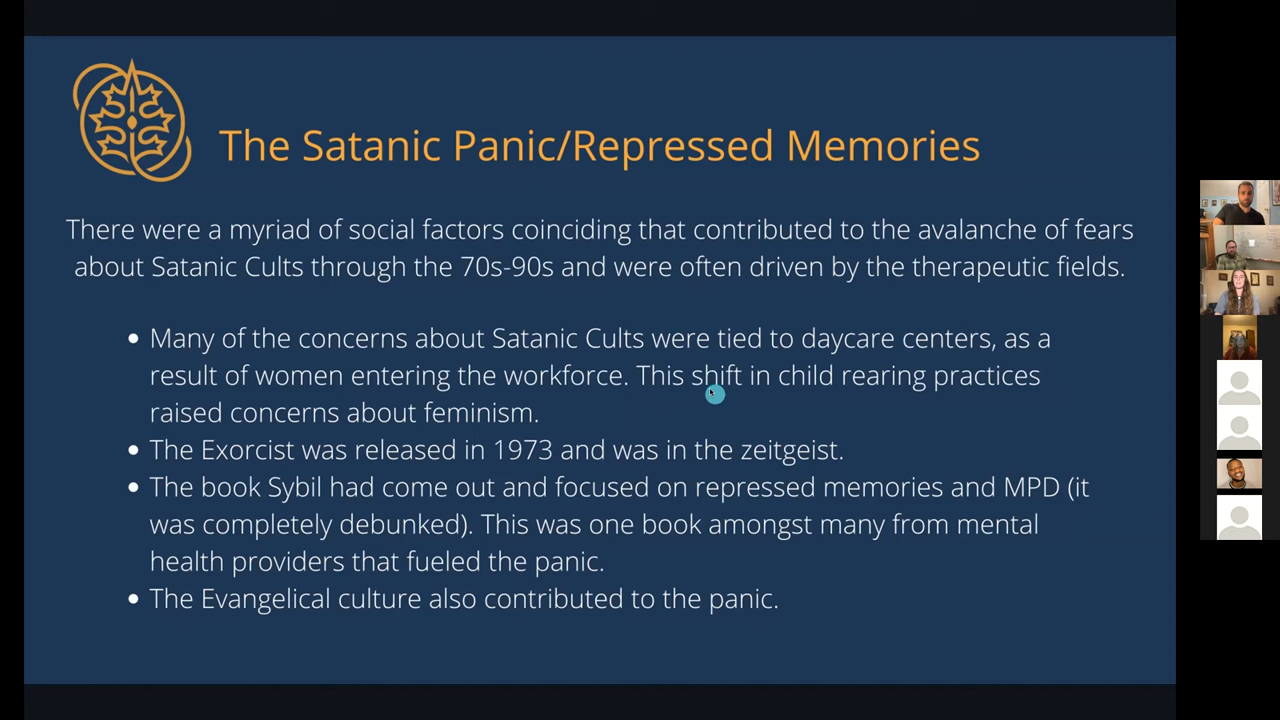 The Satanic Panic/Repressed Memories
There were a myriad of social factors coinciding that contributed to the avalanche of fears
about Satanic Cults through the 70s-90s and were often driven by the therapeutic fields.
• Many of the concerns about Satanic Cults were tied to daycare centers, as a
result of women entering the workforce. This shift in child rearing practices
raised concerns about feminism.
• The Exorcist was released in 1973 and was in the zeitgeist.
• The book Sybil had come out and focused on repressed memories and MPD (it
was completely debunked). This was one book amongst many from mental
health providers that fueled the panic.
• The Evangelical culture also contributed to the panic.